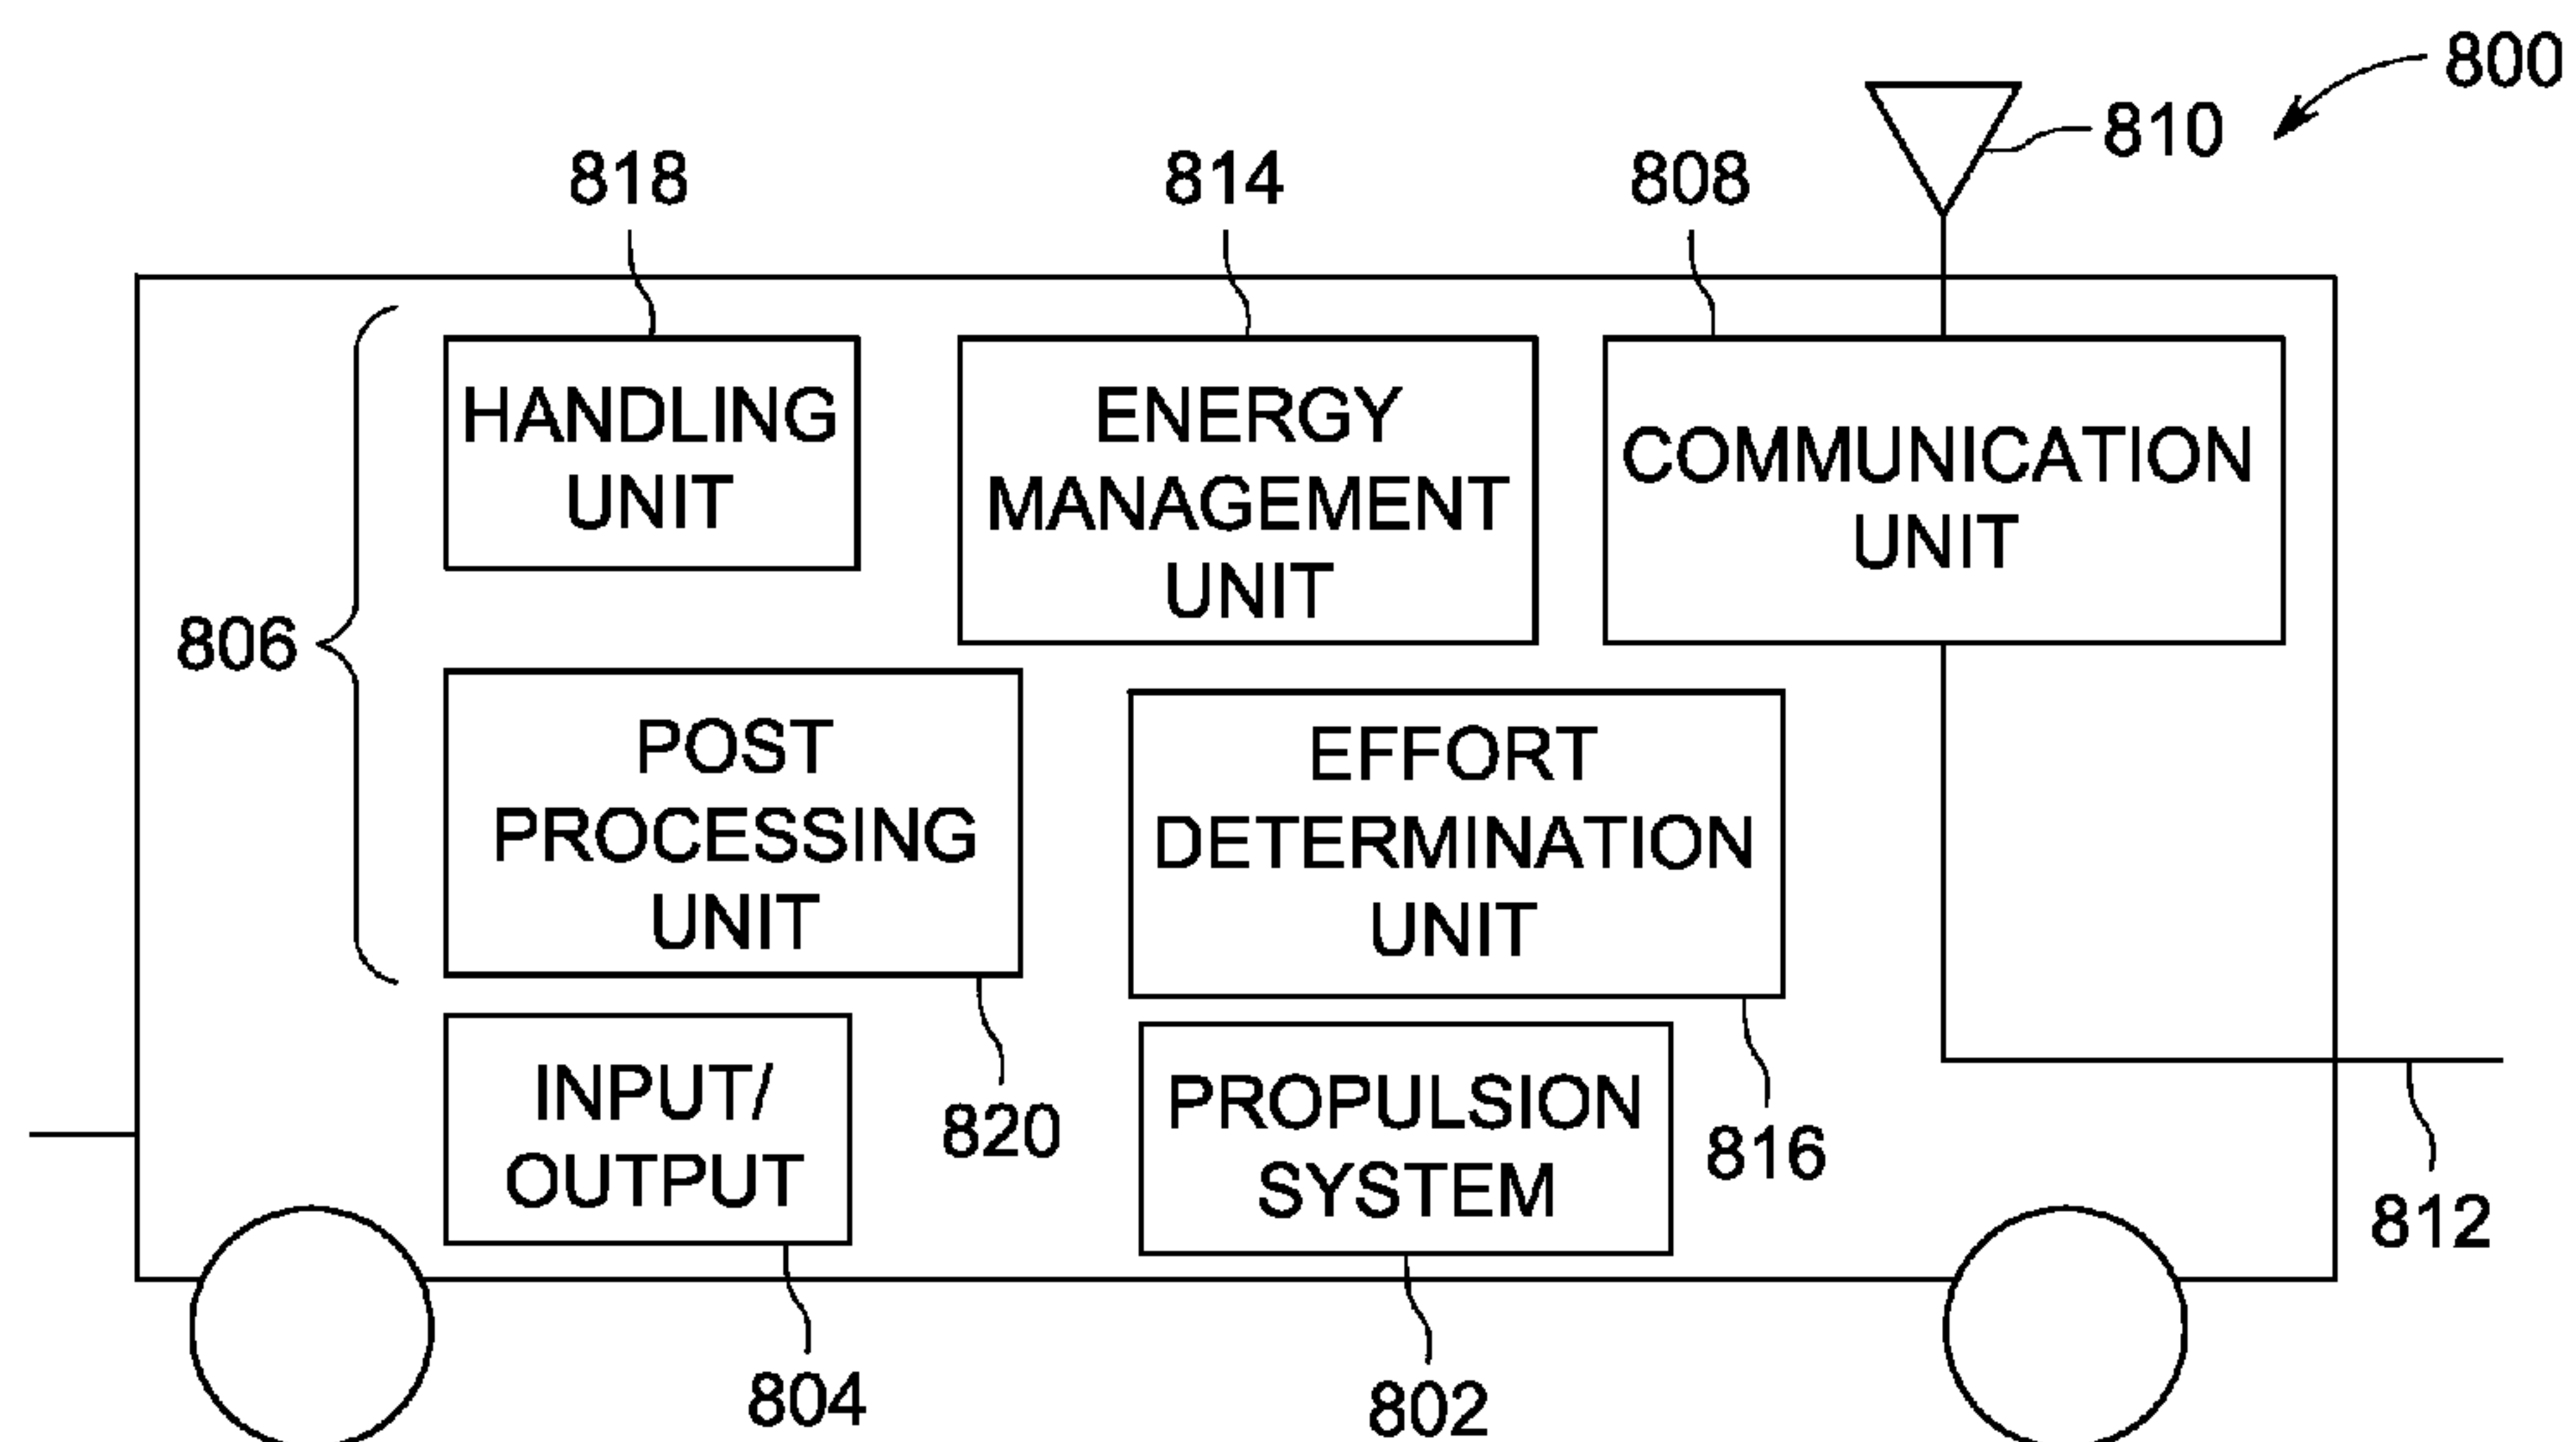 800
810
818
814
808
HANDLING
UNIT
ENERGY
MANAGEMENT
UNIT
COMMUNICATION
UNIT
806
POST
PROCESSING
UNIT
EFFORT
DETERMINATION
UNIT
INPUT/
OUTPUT
820
PROPULSION
SYSTEM
816
812
804
802